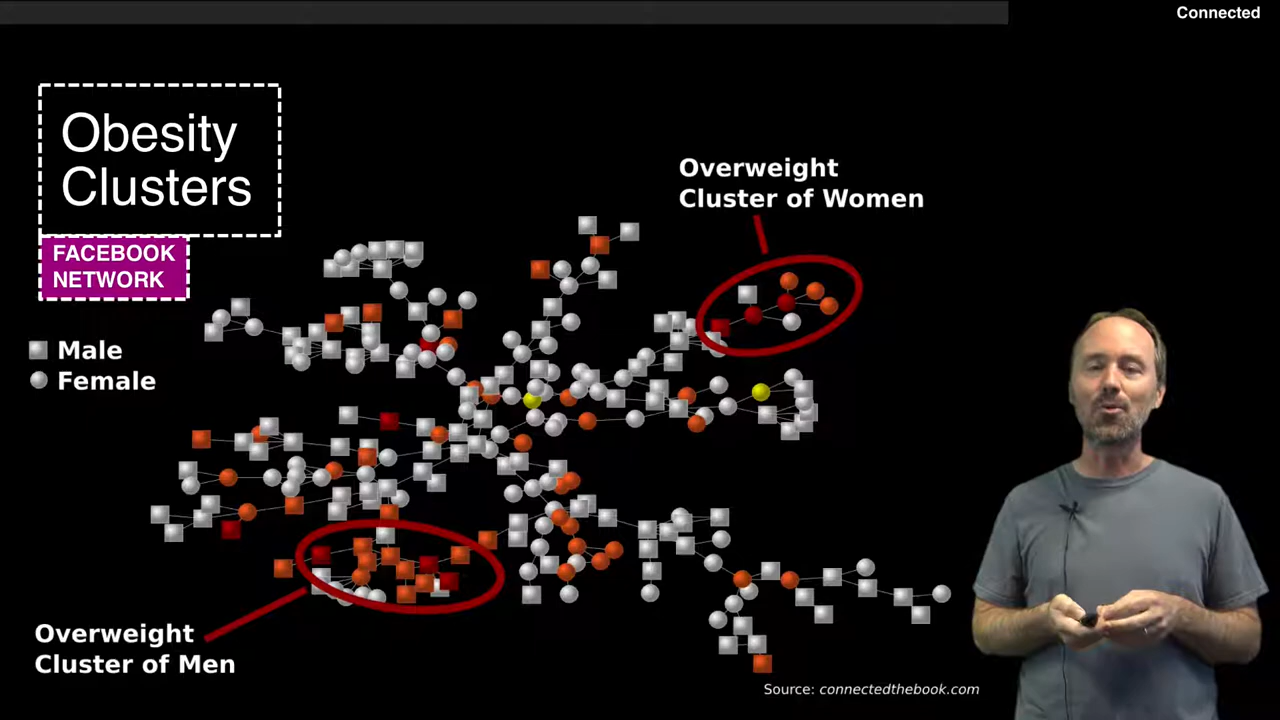 Connected
Obesity
Clusters
FACEBOOK
NETWORK
Male
Female
Overweight
Cluster of Women
Overweight
Cluster of Men
Source: connectedthebook.com